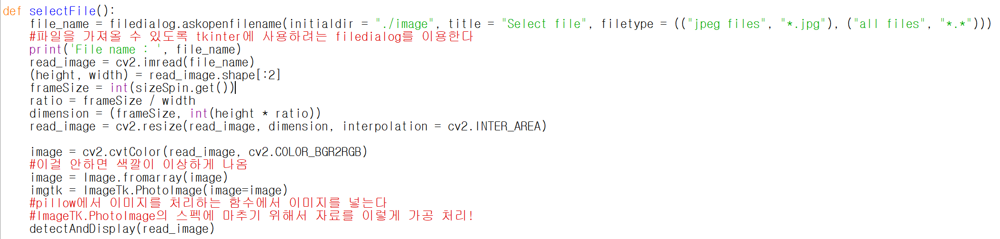 def selectFile():
    file_name = filedialog.askopenfilename(initialdir = "./image", title = "Select file", filetype = (("jpeg files", "*.jpg"), ("all files", "*.*")))
    #파일을 가져올 수 있도록 tkinter에 사용하려는 filedialog를 이용한다
    print('File name : ', file_name)
    read_image = cv2.imread(file_name)
    (height, width) = read_image.shape[:2]
    frameSize = int(sizeSpin.get())
    ratio = frameSize / width
    dimension = (frameSize, int(height * ratio))
    read_image = cv2.resize(read_image, dimension, interpolation = cv2.INTER_AREA)

    image = cv2.cvtColor(read_image, cv2.COLOR_BGR2RGB)
    #이걸 안하면 색깔이 이상하게 나옴
    image = Image.fromarray(image)
    imgtk = ImageTk.PhotoImage(image=image)
    #pillow에서 이미지를 처리하는 함수에서 이미지를 넣는다
    #ImageTK.PhotoImage의 스펙에 마추기 위해서 자료를 이렇게 가공 처리!
    detectAndDisplay(read_image)